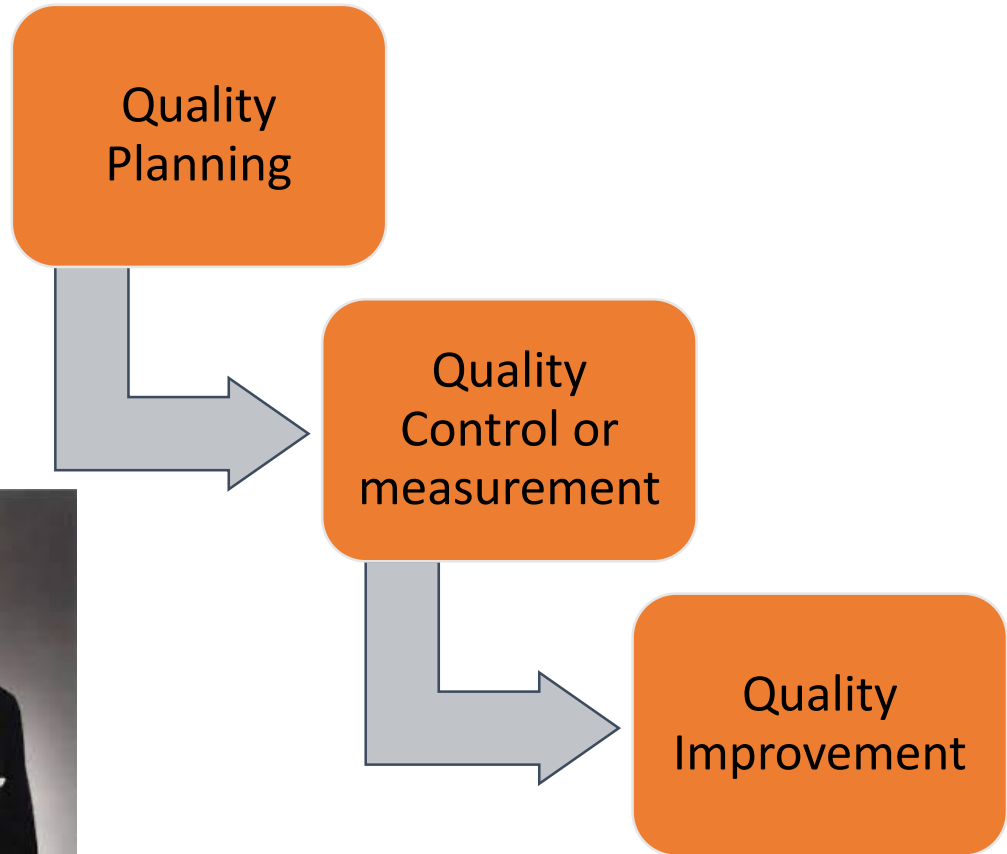 Quality
Planning
Quality
Control or
measurement
Quality
Improvement